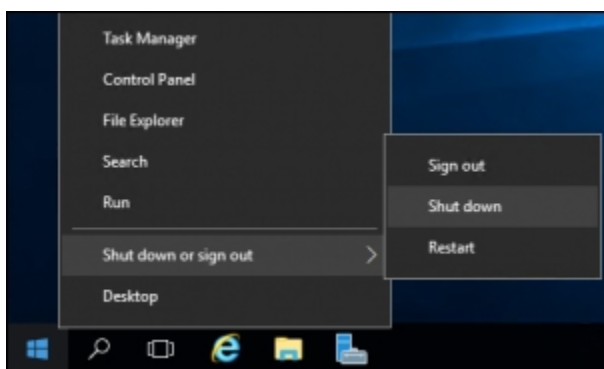 Task Manager
Control Panel
File Explorer
Search
Run
Shut down or sign out
Desktop
Sign out
Shut down
Restart